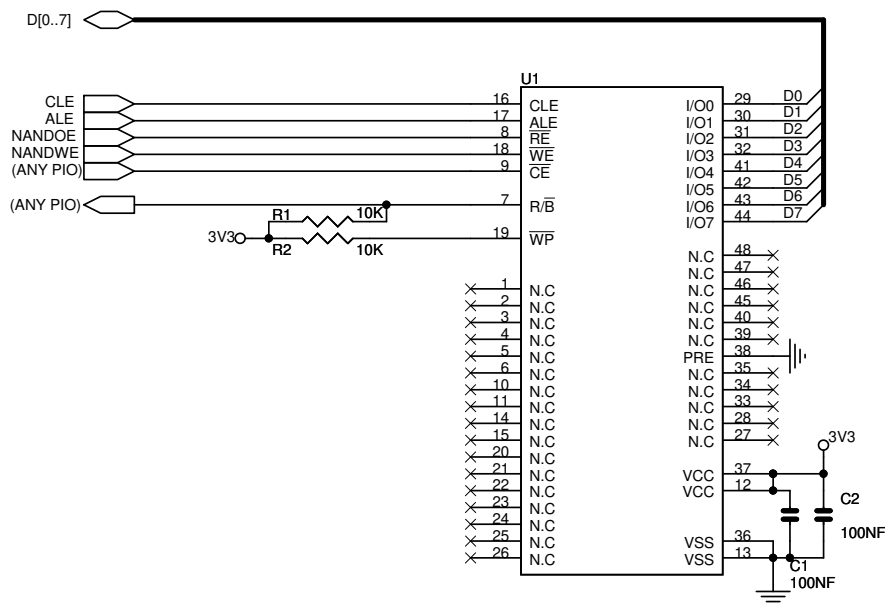 D[0..7]
U1
CLE 16 CLE I/O0 29 D0
ALE 17 ALE I/O1 30 D1
NANDOE 8 RE I/O2 31 D2
NANDWE 18 WE I/O3 32 D3
(ANY PIO) 9 CE I/O4 41 D4
I/O5 42 D5
(ANY PIO) 7 R/B I/O6 43 D6
R1 10K
I/O7 44 D7
3V3 19 WP
R2 10K
N.C 48
N.C 47
1 N.C N.C 46
2 N.C N.C 45
3 N.C N.C 40
4 N.C N.C 39
5 N.C PRE 38
6 N.C N.C 35
10 N.C N.C 34
11 N.C N.C 33
14 N.C N.C 28
15 N.C N.C 27
3V3
20 N.C
21 N.C VCC 37
22 N.C VCC 12
C2
23 N.C
24 N.C
100NF
25 N.C VSS 36
26 N.C VSS 13
C1
100NF